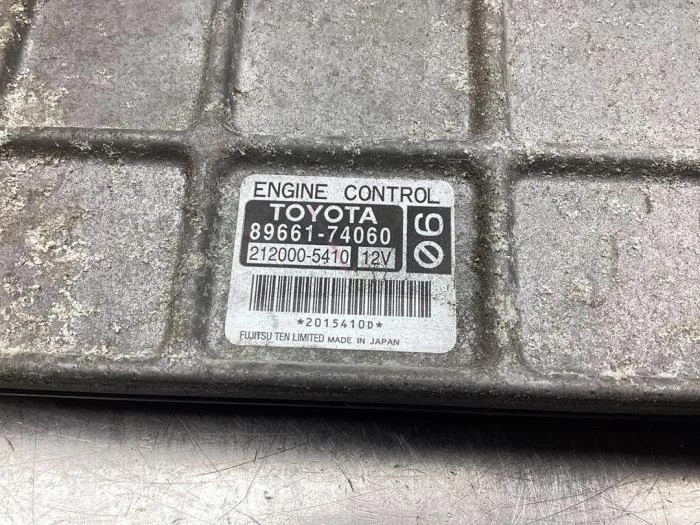 ENGINE CONTROL
TOYOTA
89661-74060
212000-5410 12V
06
*2015410D*
FUJITSU TEN LIMITED MADE IN JAPAN